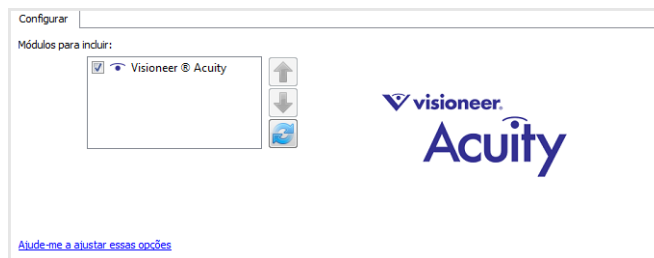 Configurar
Módulos para incluir:
Visioneer ® Acuity
visioneer.
Acuity
Ajude-me a ajustar essas opções